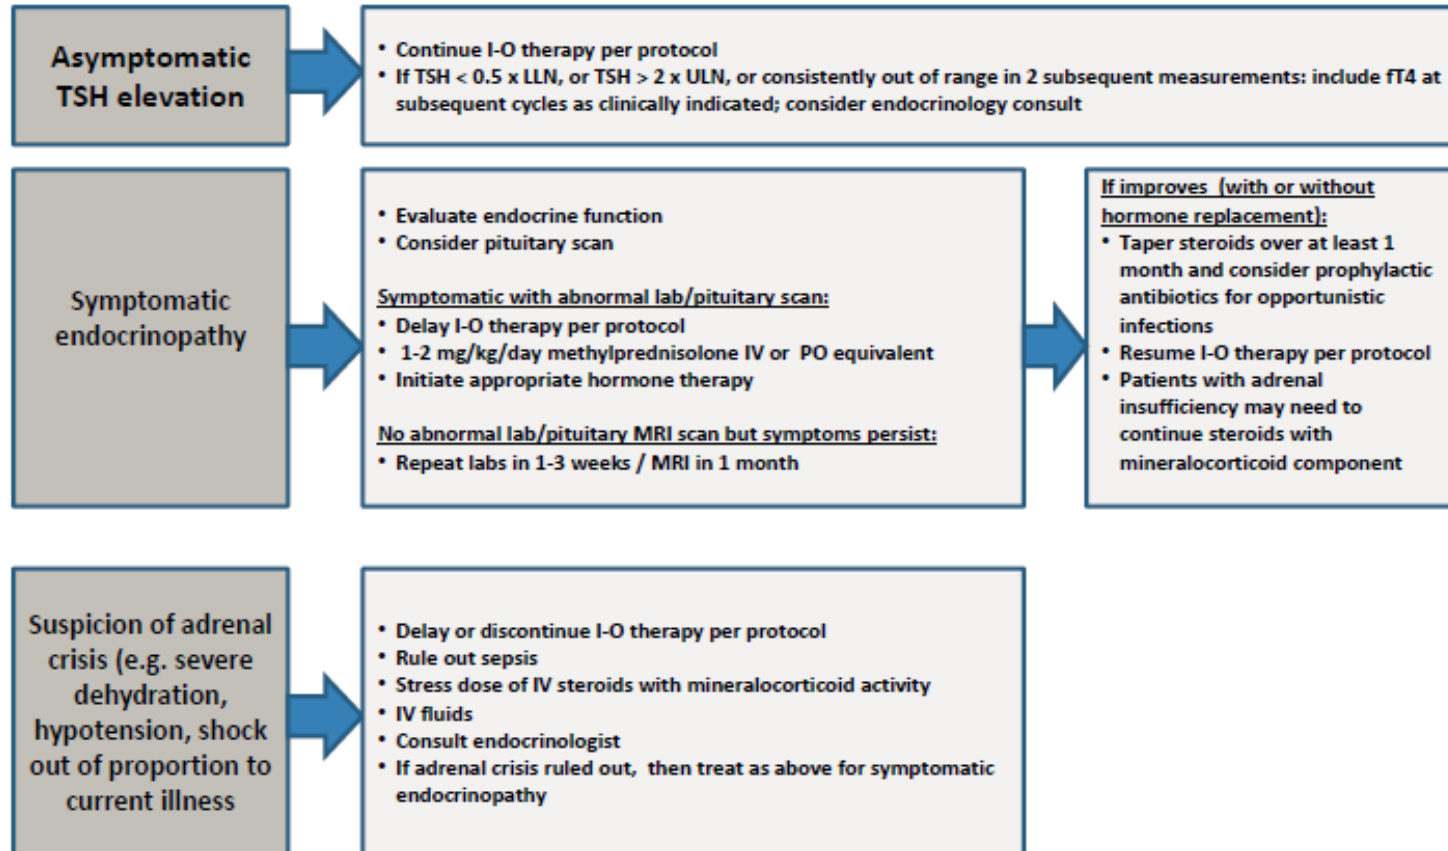 Asymptomatic
TSH elevation
• Continue I-O therapy per protocol
• If TSH < 0.5 x LLN, or TSH > 2 x ULN, or consistently out of range in 2 subsequent measurements: include fT4 at
subsequent cycles as clinically indicated; consider endocrinology consult
Symptomatic
endocrinopathy
• Evaluate endocrine function
• Consider pituitary scan
Symptomatic with abnormal lab/pituitary scan:
• Delay I-O therapy per protocol
• 1-2 mg/kg/day methylprednisolone IV or PO equivalent
• Initiate appropriate hormone therapy
No abnormal lab/pituitary MRI scan but symptoms persist:
• Repeat labs in 1-3 weeks / MRI in 1 month
If improves (with or without
hormone replacement):
• Taper steroids over at least 1
month and consider prophylactic
antibiotics for opportunistic
infections
• Resume I-O therapy per protocol
• Patients with adrenal
insufficiency may need to
continue steroids with
mineralocorticoid component
Suspicion of adrenal
crisis (e.g. severe
dehydration,
hypotension, shock
out of proportion to
current illness
• Delay or discontinue I-O therapy per protocol
• Rule out sepsis
• Stress dose of IV steroids with mineralocorticoid activity
• IV fluids
• Consult endocrinologist
• If adrenal crisis ruled out, then treat as above for symptomatic
endocrinopathy